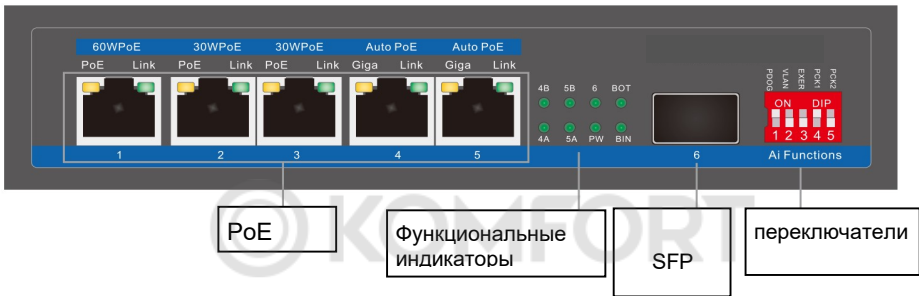 60WPoE 30WPoE 30WPoE Auto PoE Auto PoE
PoE Link PoE Link PoE Link Giga Link Giga Link
1 2 3 4 5
4B 5B 6 BOT
4A 5A PW BIN
6
PDOG VLAN EXER PCK1 PCK2
ON DIP
1 2 3 4 5
Ai Functions
PoE
Функциональные
индикаторы
SFP
переключатели
KOMFORT